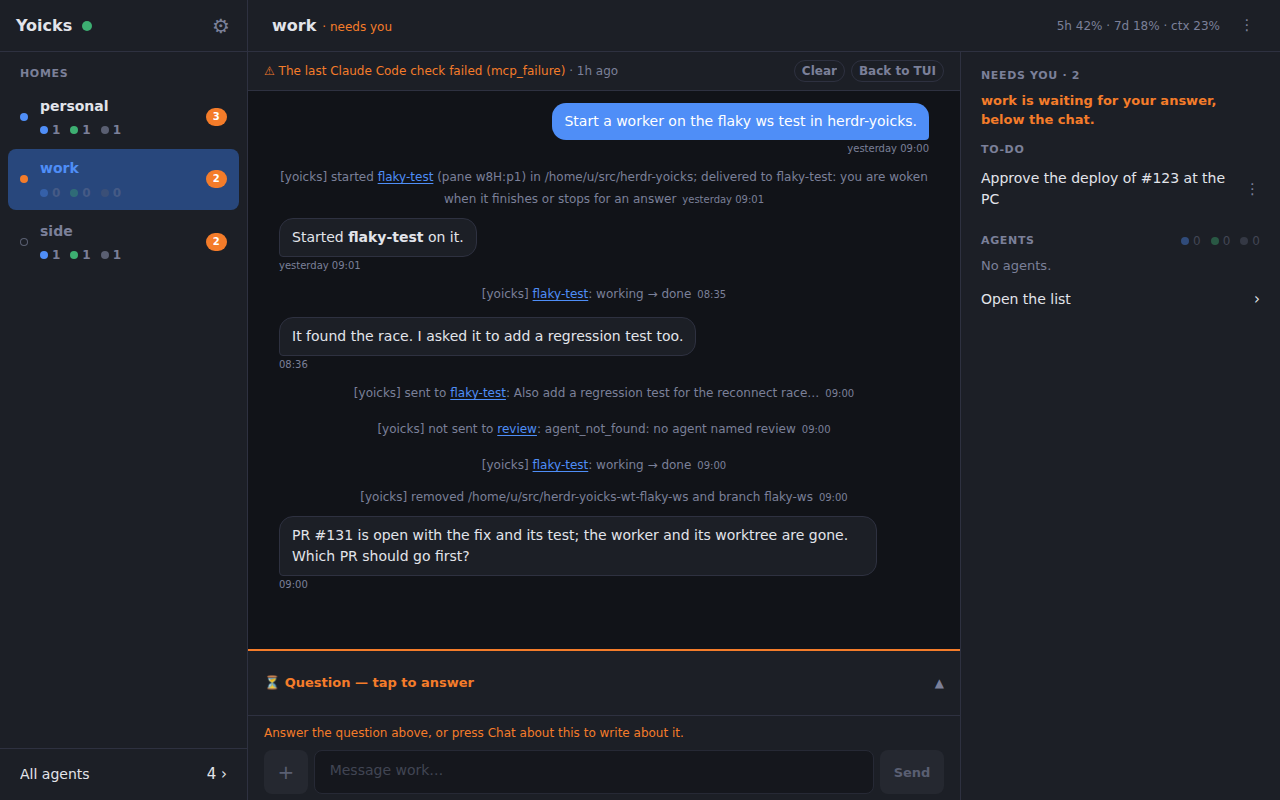 Yoicks
work · needs you
5h 42% · 7d 18% · ctx 23%
HOMES
personal
1 1 1
3
work
0 0 0
2
side
1 1 1
2
All agents
4 ›
⚠ The last Claude Code check failed (mcp_failure) · 1h ago
Clear
Back to TUI
Start a worker on the flaky ws test in herdr-yoicks.
yesterday 09:00
[yoicks] started flaky-test (pane w8H:p1) in /home/u/src/herdr-yoicks; delivered to flaky-test: you are woken
when it finishes or stops for an answer yesterday 09:01
Started flaky-test on it.
yesterday 09:01
[yoicks] flaky-test: working → done 08:35
It found the race. I asked it to add a regression test too.
08:36
[yoicks] sent to flaky-test: Also add a regression test for the reconnect race… 09:00
[yoicks] not sent to review: agent_not_found: no agent named review 09:00
[yoicks] flaky-test: working → done 09:00
[yoicks] removed /home/u/src/herdr-yoicks-wt-flaky-ws and branch flaky-ws 09:00
PR #131 is open with the fix and its test; the worker and its worktree are gone.
Which PR should go first?
09:00
⏳ Question — tap to answer
▲
Answer the question above, or press Chat about this to write about it.
+
Message work…
Send
NEEDS YOU · 2
work is waiting for your answer,
below the chat.
TO-DO
Approve the deploy of #123 at the
PC
AGENTS
0 0 0
No agents.
Open the list ›